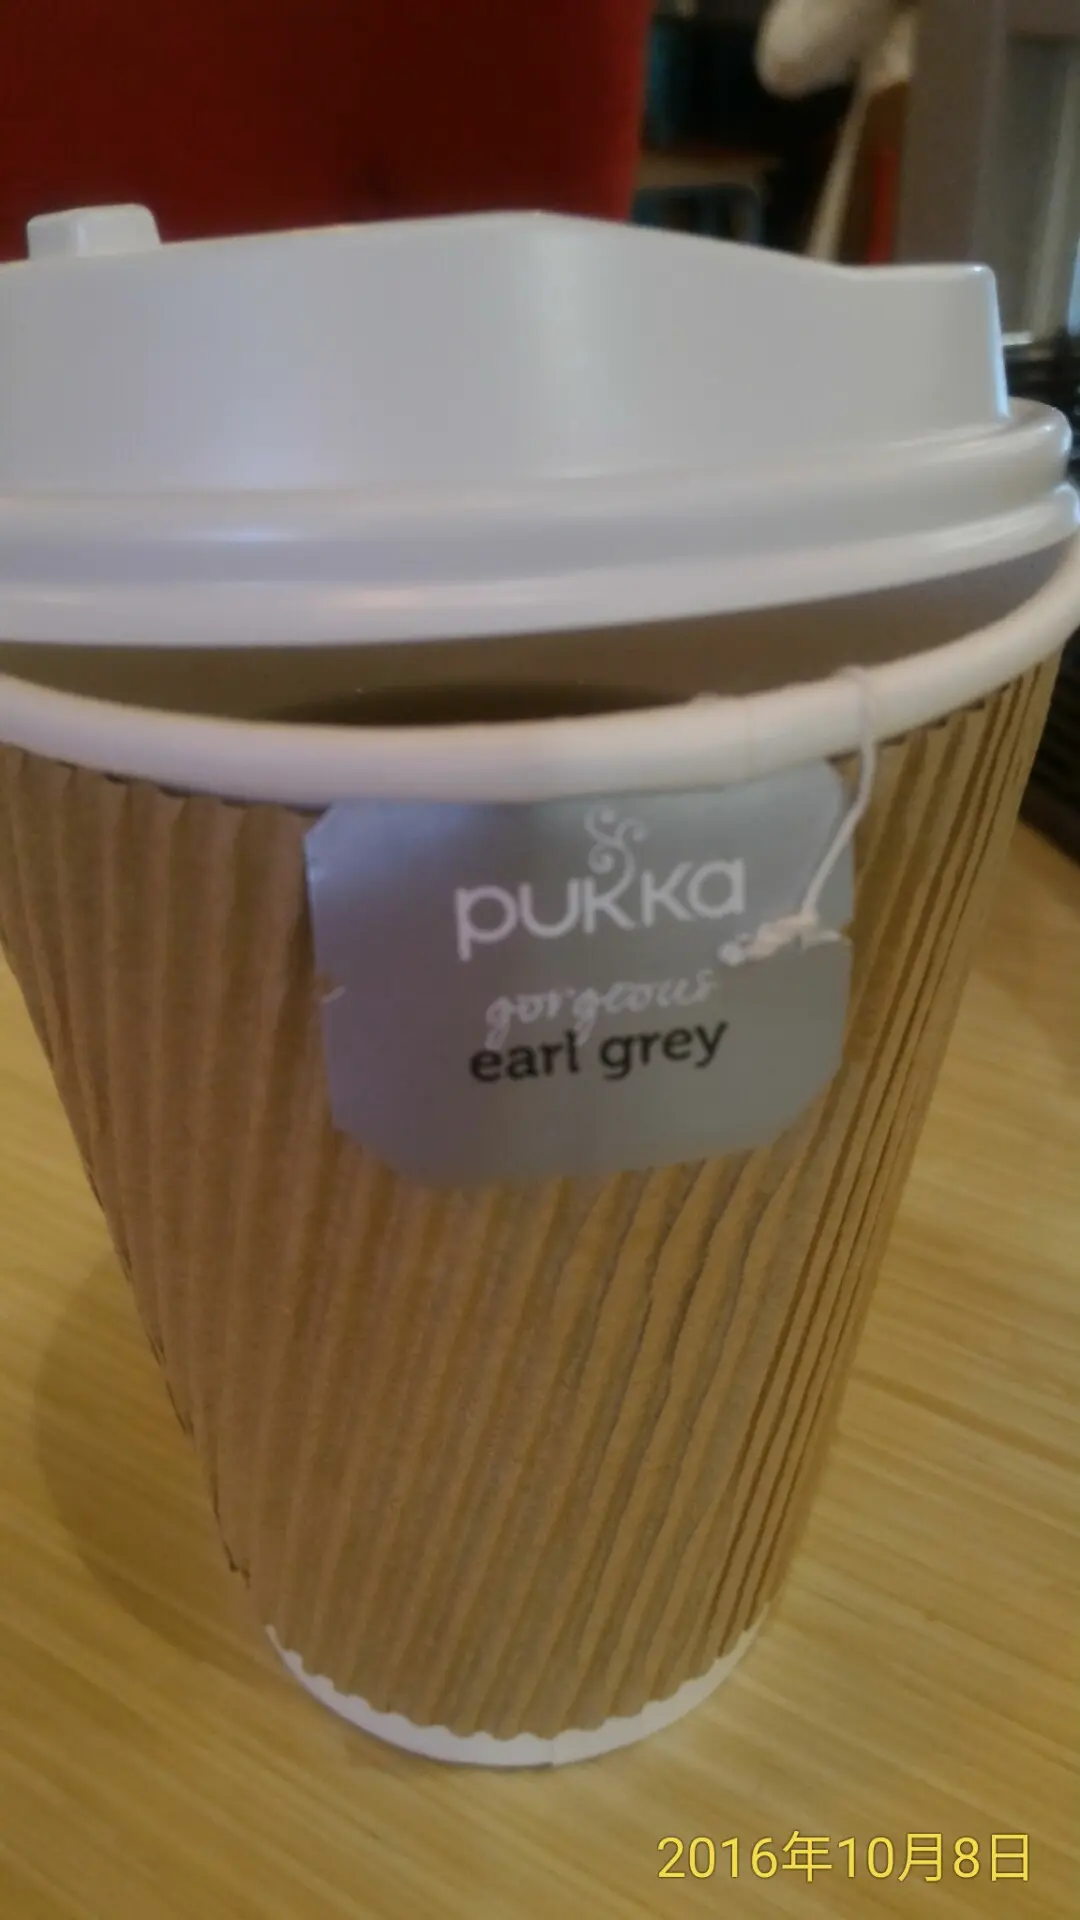 pukka
gorgeous
earl grey
2016年10月8日